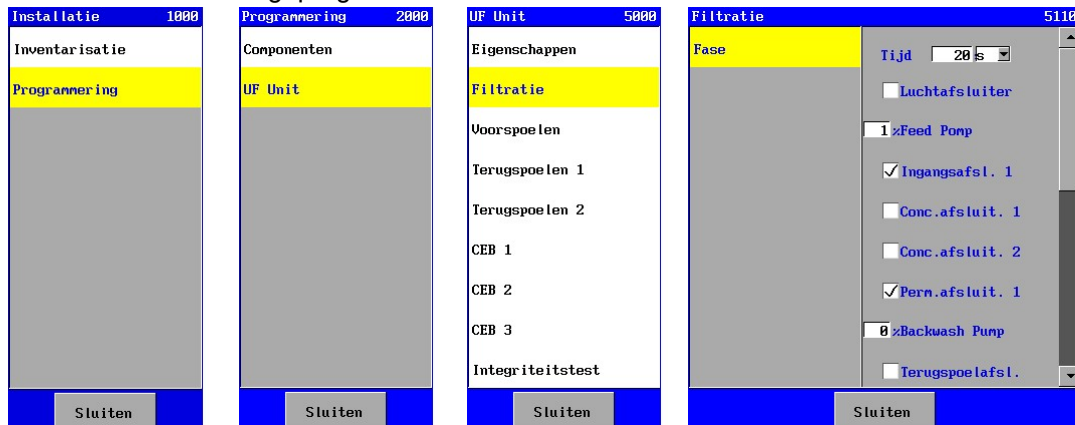 Installatie 1000
Inventarisatie
Programmering
Sluiten
Programmering 2000
Componenten
UF Unit
Sluiten
UF Unit 5000
Eigenschappen
Filtratie
Voorspoelen
Terugspoelen 1
Terugspoelen 2
CEB 1
CEB 2
CEB 3
Integriteitstest
Sluiten
Filtratie 5110
Fase
Tijd 20 s
Luchtafsluiter
1 %Feed Pomp
Ingangsafsl. 1
Conc.afsluit. 1
Conc.afsluit. 2
Perm.afsluit. 1
0 %Backwash Pump
Terugspoelafsl.
Sluiten